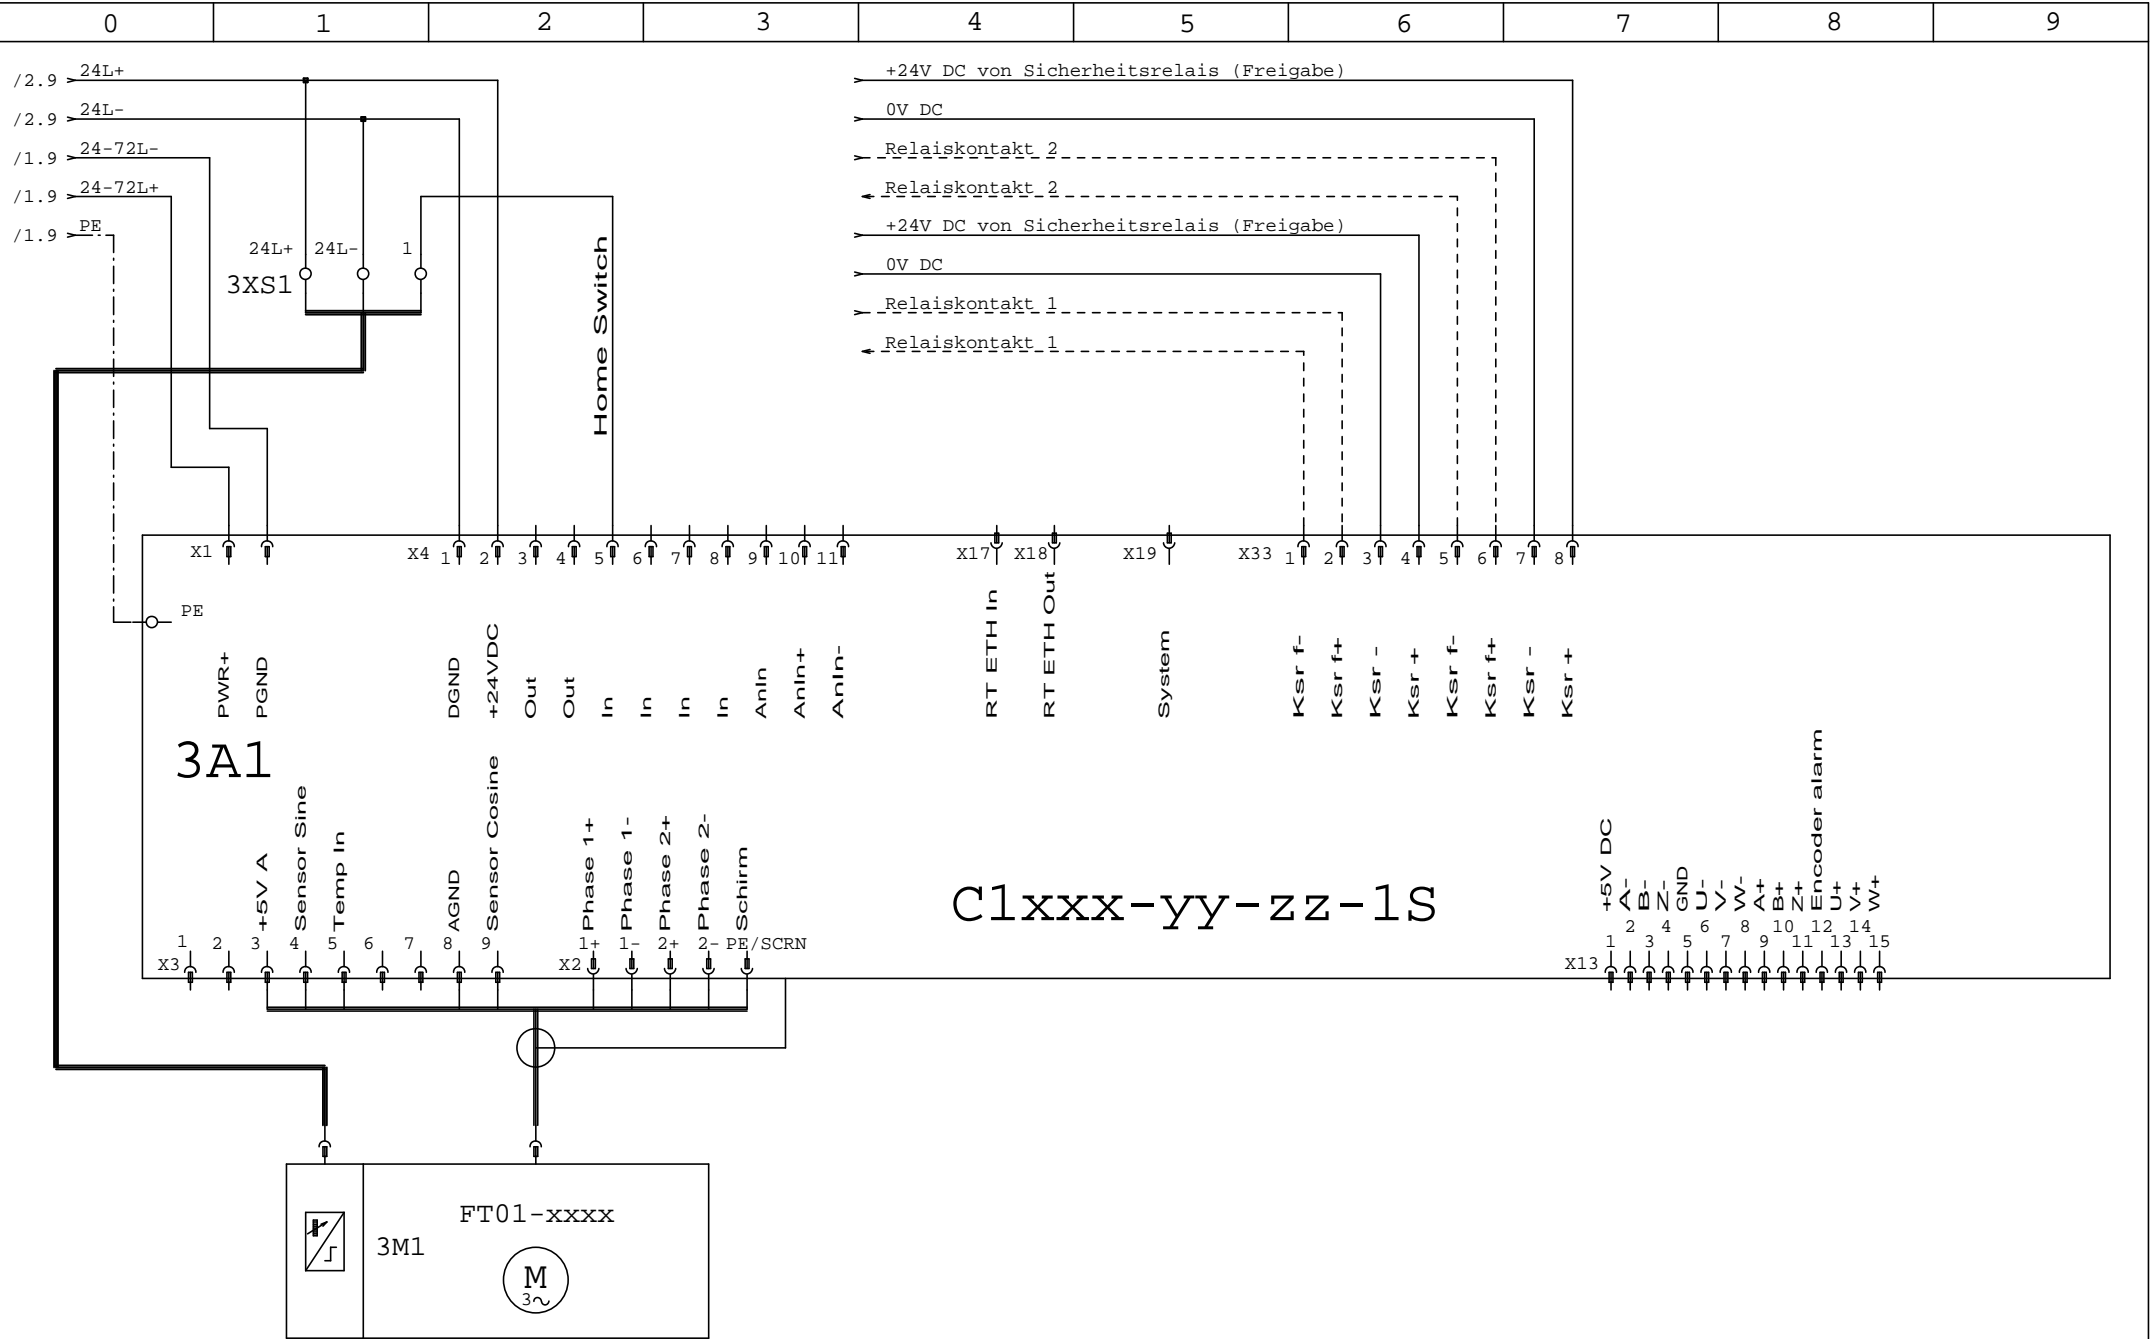 0 1 2 3 4 5 6 7 8 9
/2.9 24L+
/2.9 24L-
/1.9 24-72L-
/1.9 24-72L+
/1.9 PE
24L+ 24L- 1
3XS1
Home Switch
+24V DC von Sicherheitsrelais (Freigabe)
0V DC
Relaiskontakt 2
Relaiskontakt 2
+24V DC von Sicherheitsrelais (Freigabe)
0V DC
Relaiskontakt 1
Relaiskontakt 1
X1
X4 1 2 3 4 5 6 7 8 9 10 11
X17 X18 X19
X33 1 2 3 4 5 6 7 8
PE
PWR+
PGND
DGND
+24VDC
Out
Out
In
In
In
In
AnIn
AnIn+
AnIn-
RT ETH In
RT ETH Out
System
Ksr f-
Ksr f+
Ksr -
Ksr +
Ksr f-
Ksr f+
Ksr -
Ksr +
3A1
C1xxx-yy-zz-1S
+5V A
Sensor Sine
Temp In
AGND
Sensor Cosine
Phase 1+
Phase 1-
Phase 2+
Phase 2-
Schirm
+5V DC
A-
B-
Z-
GND
U-
V-
W-
A+
B+
Z+
Encoder alarm
U+
V+
W+
X3 1 2 3 4 5 6 7 8 9
X2 1+ 1- 2+ 2- PE/SCRN
X13 1 2 3 4 5 6 7 8 9 10 11 12 13 14 15
FT01-xxxx
3M1
M
3~